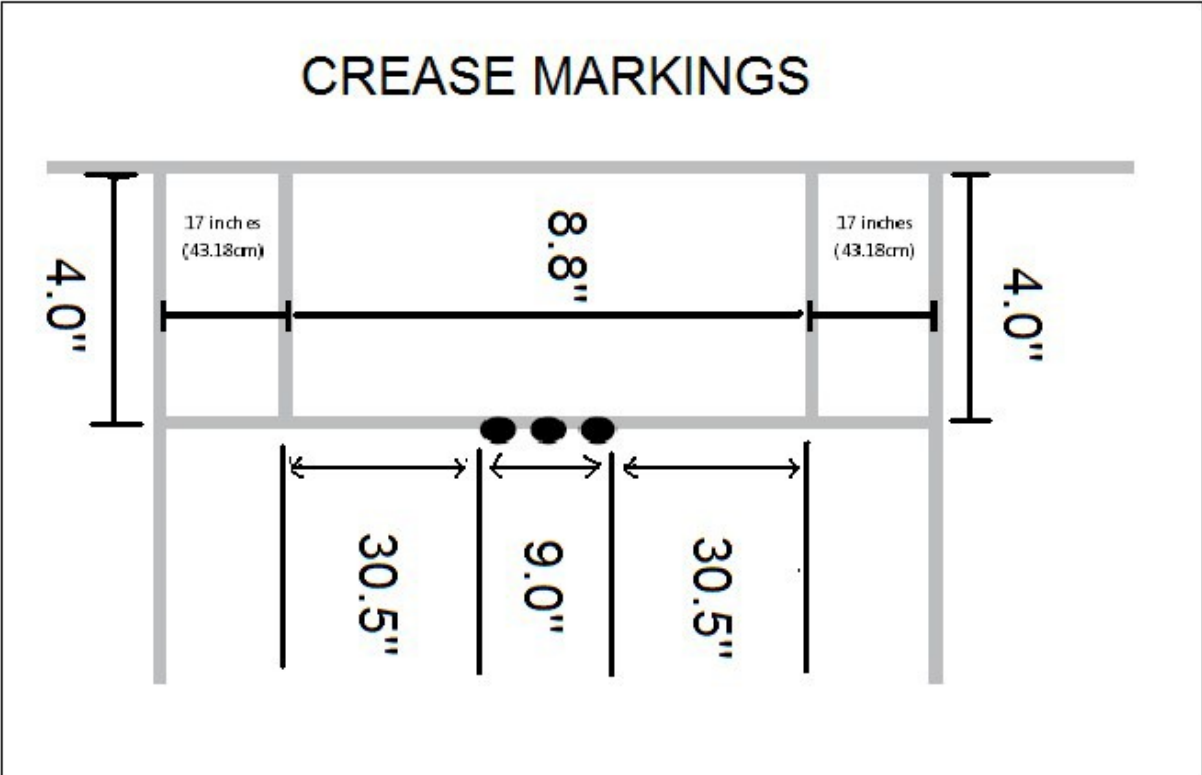 CREASE MARKINGS
17 inches
(43.18cm)
8.8"
17 inches
(43.18cm)
4.0"
4.0"
30.5"
9.0"
30.5"